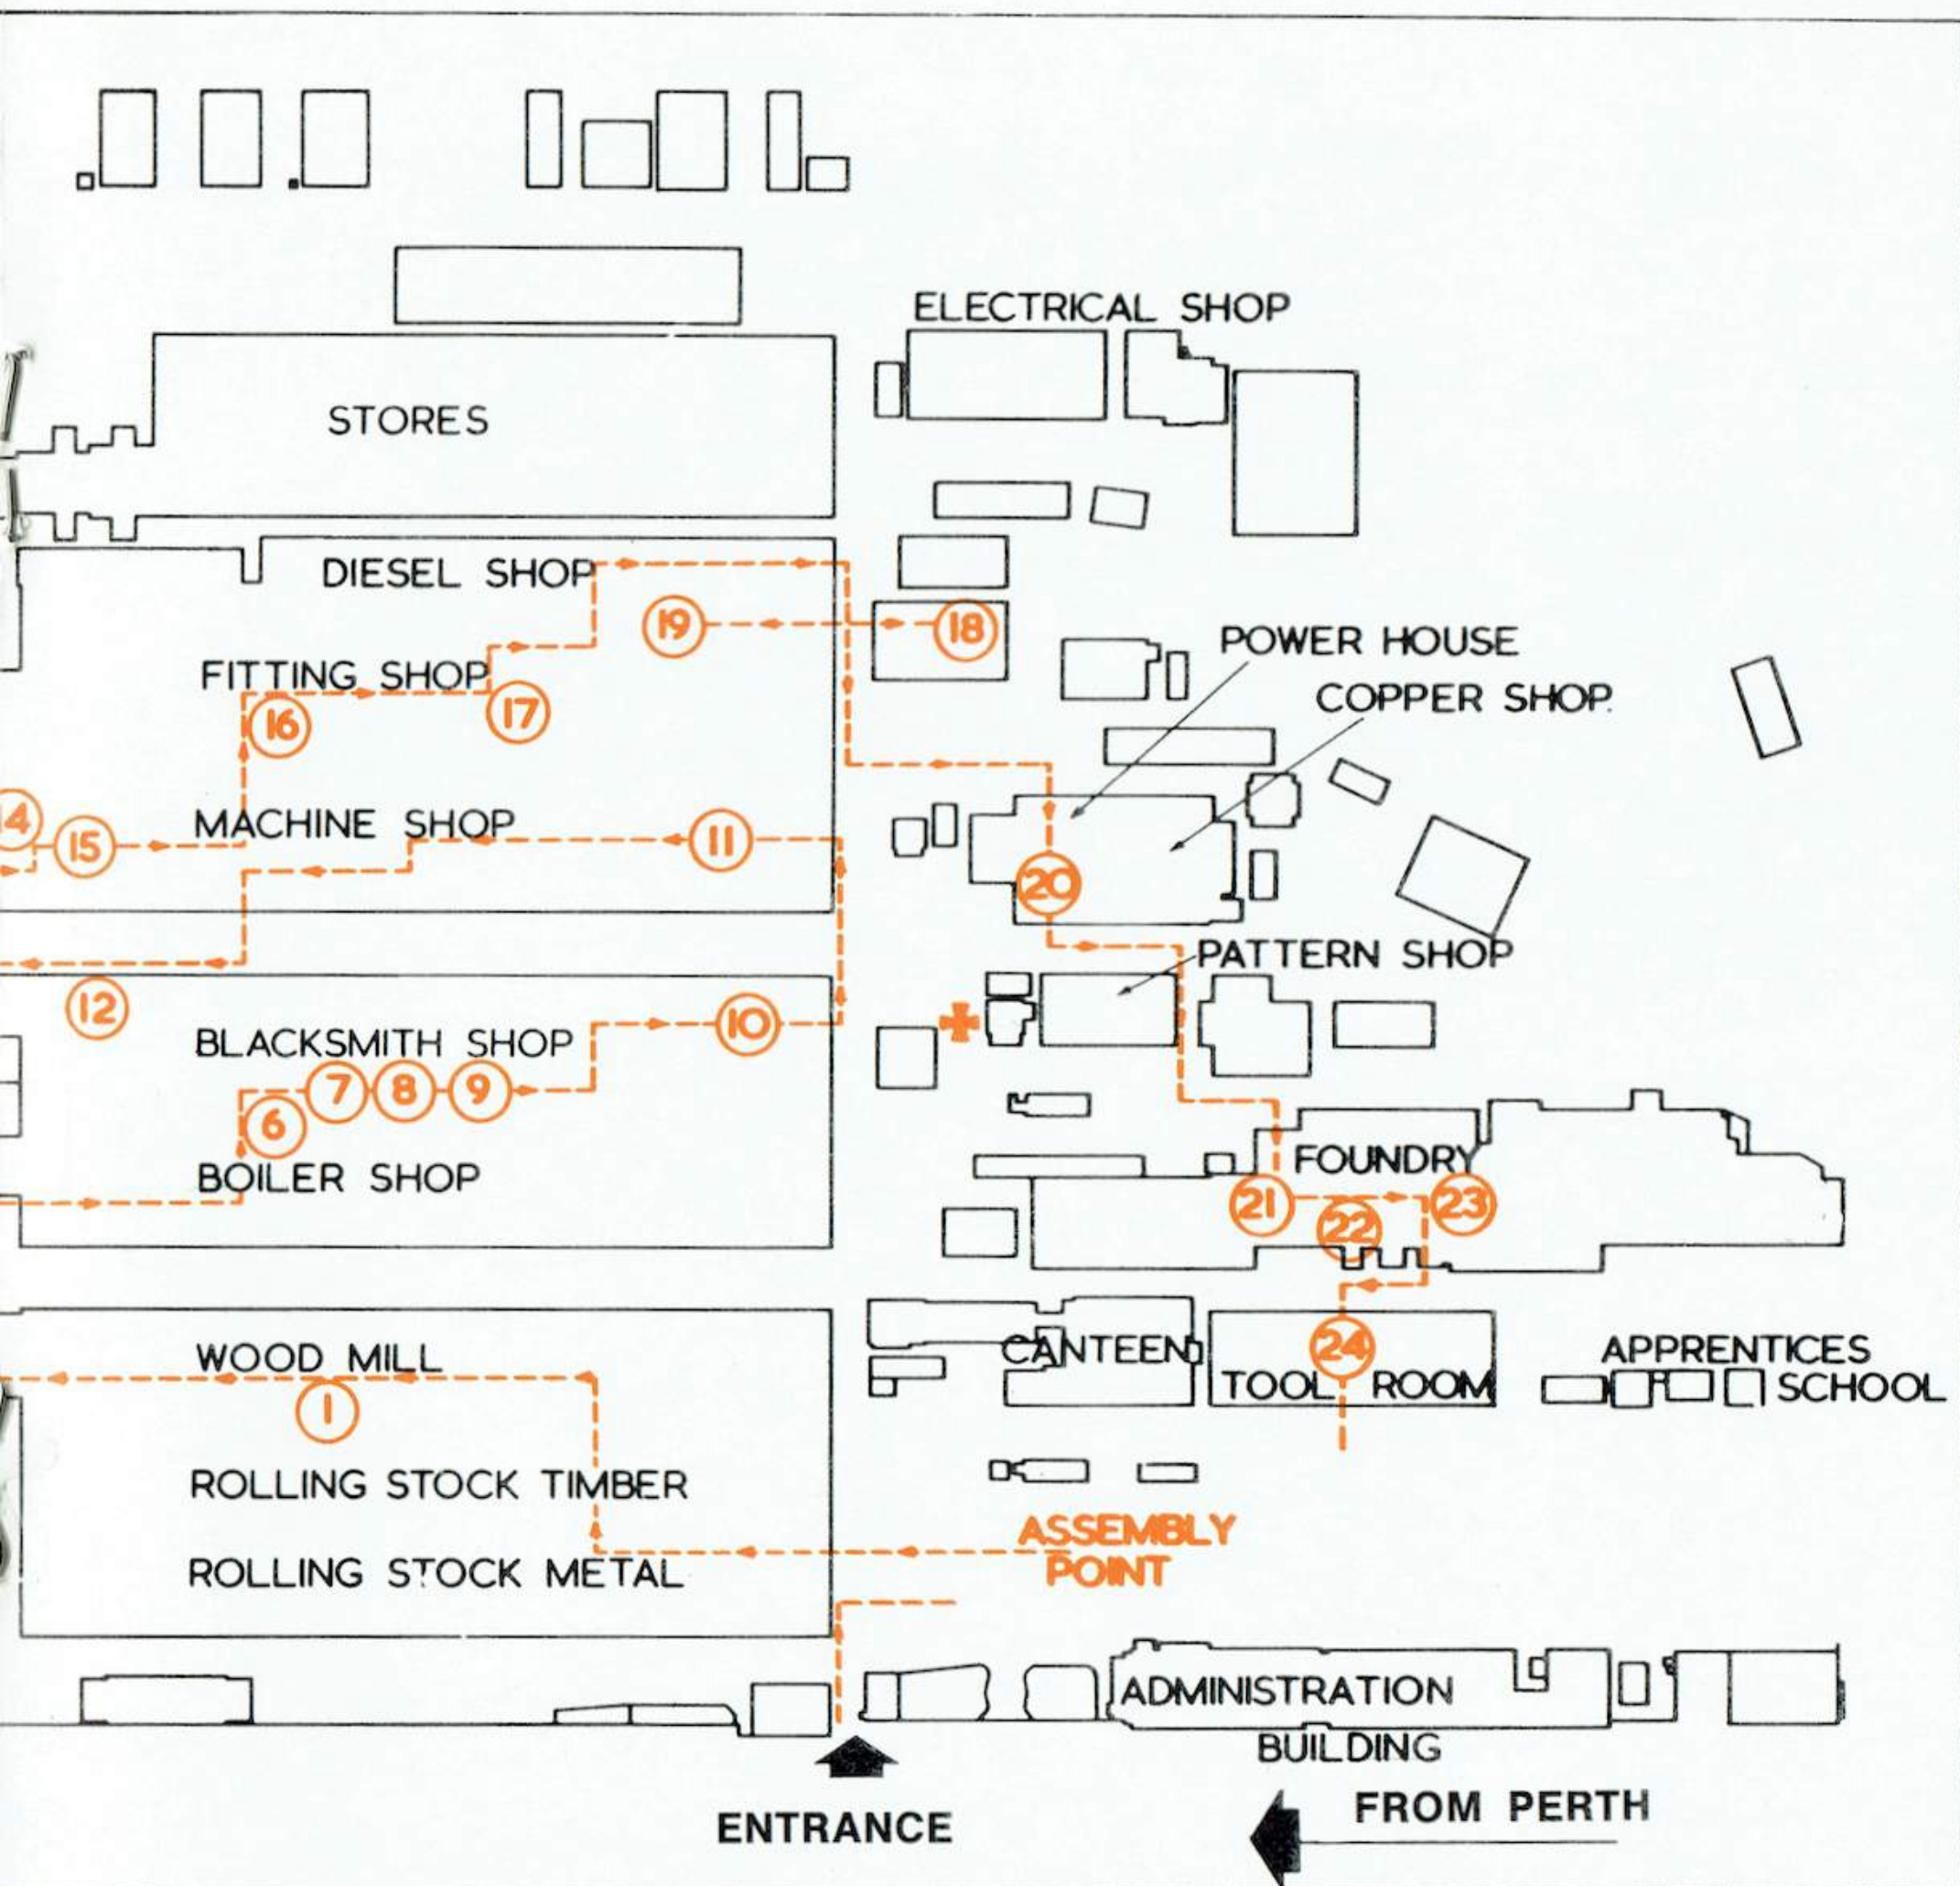 ELECTRICAL SHOP
STORES
DIESEL SHOP
19
18
POWER HOUSE
FITTING SHOP
COPPER SHOP.
16
17
14
15
MACHINE SHOP
11
20
PATTERN SHOP
12
10
BLACKSMITH SHOP
7
8
9
6
BOILER SHOP
FOUNDRY
21
22
23
WOOD MILL
1
CANTEEN
24
TOOL ROOM
APPRENTICES
SCHOOL
ROLLING STOCK TIMBER
ASSEMBLY
POINT
ROLLING STOCK METAL
ADMINISTRATION
BUILDING
ENTRANCE
FROM PERTH